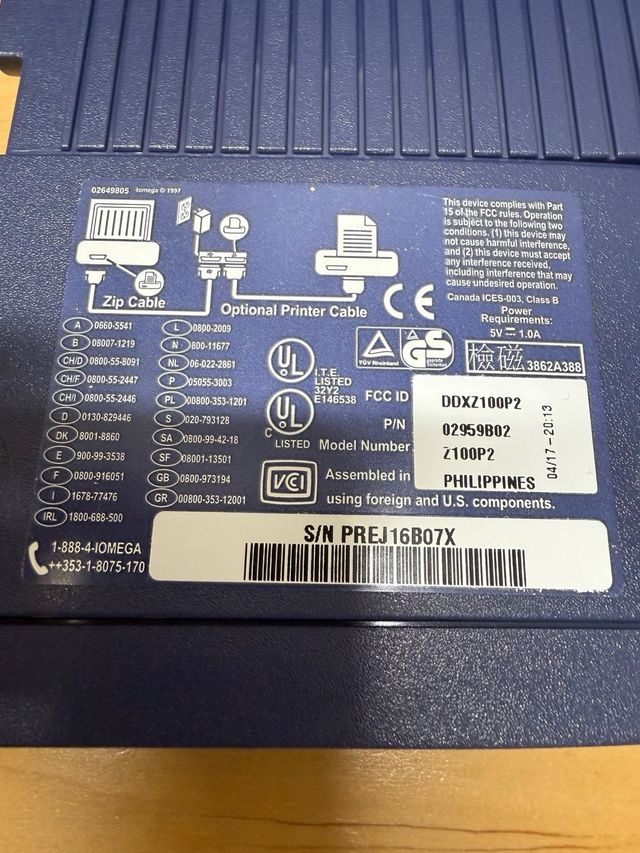 02649805 Iomega © 1997
Zip Cable
Optional Printer Cable
This device complies with Part
15 of the FCC rules. Operation
is subject to the following two
conditions. (1) this device may
not cause harmful interference,
and (2) this device must accept
any interference received,
including interference that may
cause undesired operation.
Canada ICES-003, Class B
CE
Power
Requirements:
5V ⎓ 1.0A
A 0660-5541
B 08007-1219
CH/D 0800-55-8091
CH/F 0800-55-2447
CH/I 0800-55-2446
D 0130-829446
DK 8001-8860
E 900-99-3538
F 0800-916051
I 1678-77476
IRL 1800-688-500
L 0800-2009
N 800-11677
NL 06-022-2861
P 05055-3003
PL 00800-353-1201
S 020-793128
SA 0800-99-42-18
SF 08001-13501
GB 0800-973194
GR 00800-353-12001
UL
I.T.E.
LISTED
32Y2
E146538
C UL
LISTED
VCCI
TÜV Rheinland
GS
geprüfte
Sicherheit
檢磁 3862A388
FCC ID DDXZ100P2
P/N 02959B02
Model Number Z100P2
Assembled in PHILIPPINES
using foreign and U.S. components.
04/17-20:13
1-888-4-IOMEGA
++353-1-8075-170
S/N PREJ16B07X